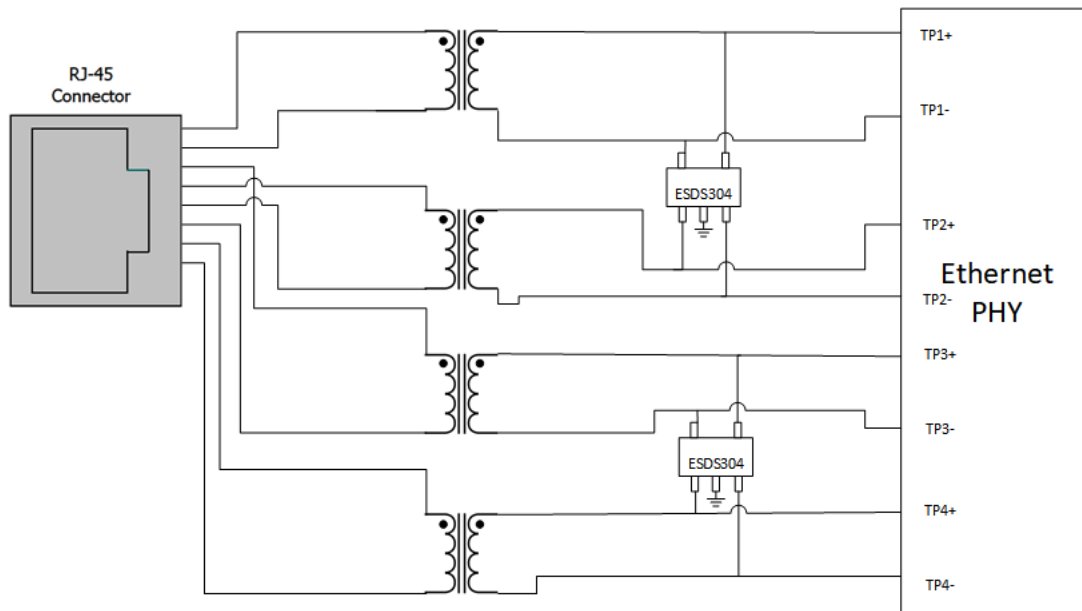 RJ-45
Connector
TP1+
TP1-
ESDS304
TP2+
Ethernet
PHY
TP2-
TP3+
TP3-
ESDS304
TP4+
TP4-